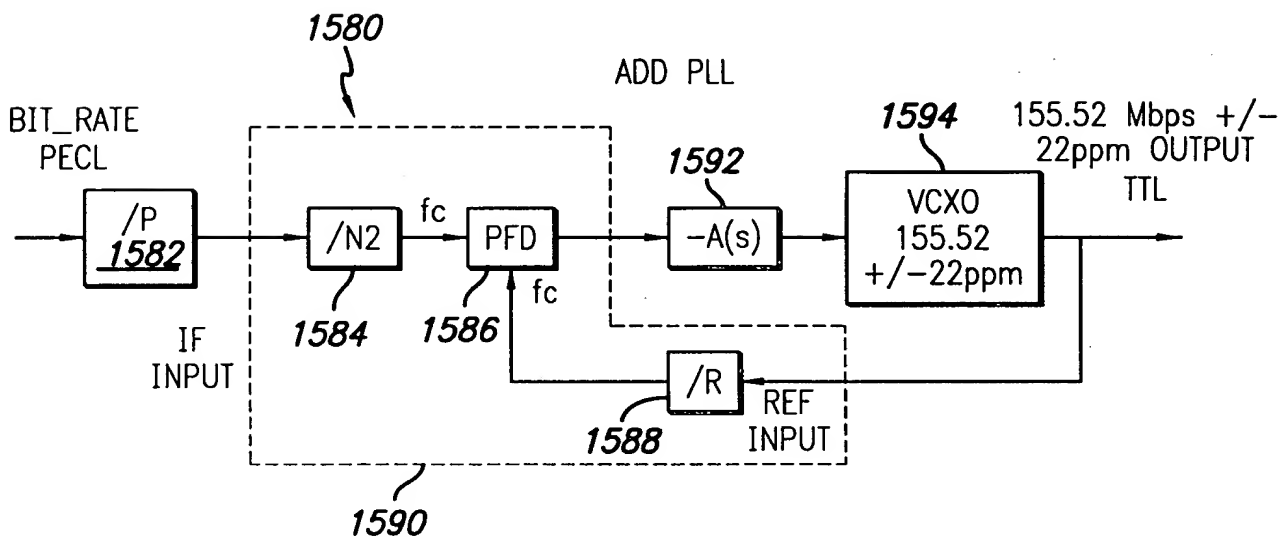 1580
ADD PLL
BIT_RATE
PECL
/P
1582
IF
INPUT
/N2
1584
fc
PFD
1586
fc
/R
1588
REF
INPUT
1590
1592
-A(s)
1594
VCXO
155.52
+/-22ppm
155.52 Mbps +/-
22ppm OUTPUT
TTL